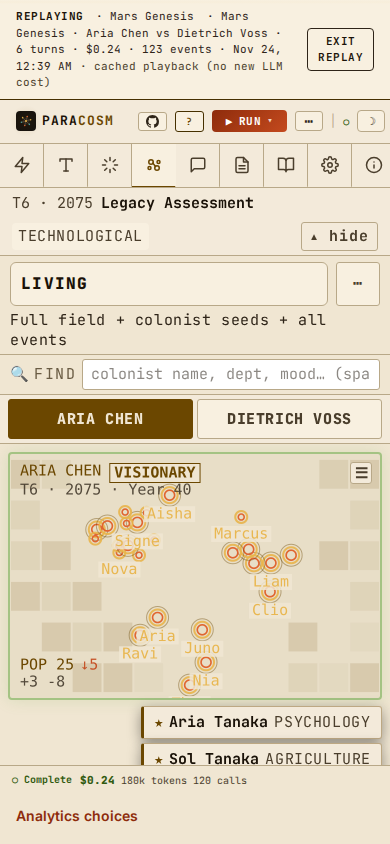 REPLAYING · Mars Genesis · Mars
Genesis · Aria Chen vs Dietrich Voss ·
6 turns · $0.24 · 123 events · Nov 24,
12:39 AM · cached playback (no new LLM
cost)
EXIT
REPLAY
PARACOSM
?
▶ RUN ▾
⋯
T6 · 2075 Legacy Assessment
TECHNOLOGICAL
▴ hide
LIVING
⋯
Full field + colonist seeds + all
events
FIND
colonist name, dept, mood… (spa
ARIA CHEN
DIETRICH VOSS
ARIA CHEN VISIONARY
T6 · 2075 · Year 40
Aisha
Signe
Marcus
Nova
Liam
Clio
Aria
Juno
Ravi
Nia
POP 25 ↓5
+3 -8
★ Aria Tanaka PSYCHOLOGY
★ Sol Tanaka AGRICULTURE
Complete $0.24 180k tokens 120 calls
Analytics choices